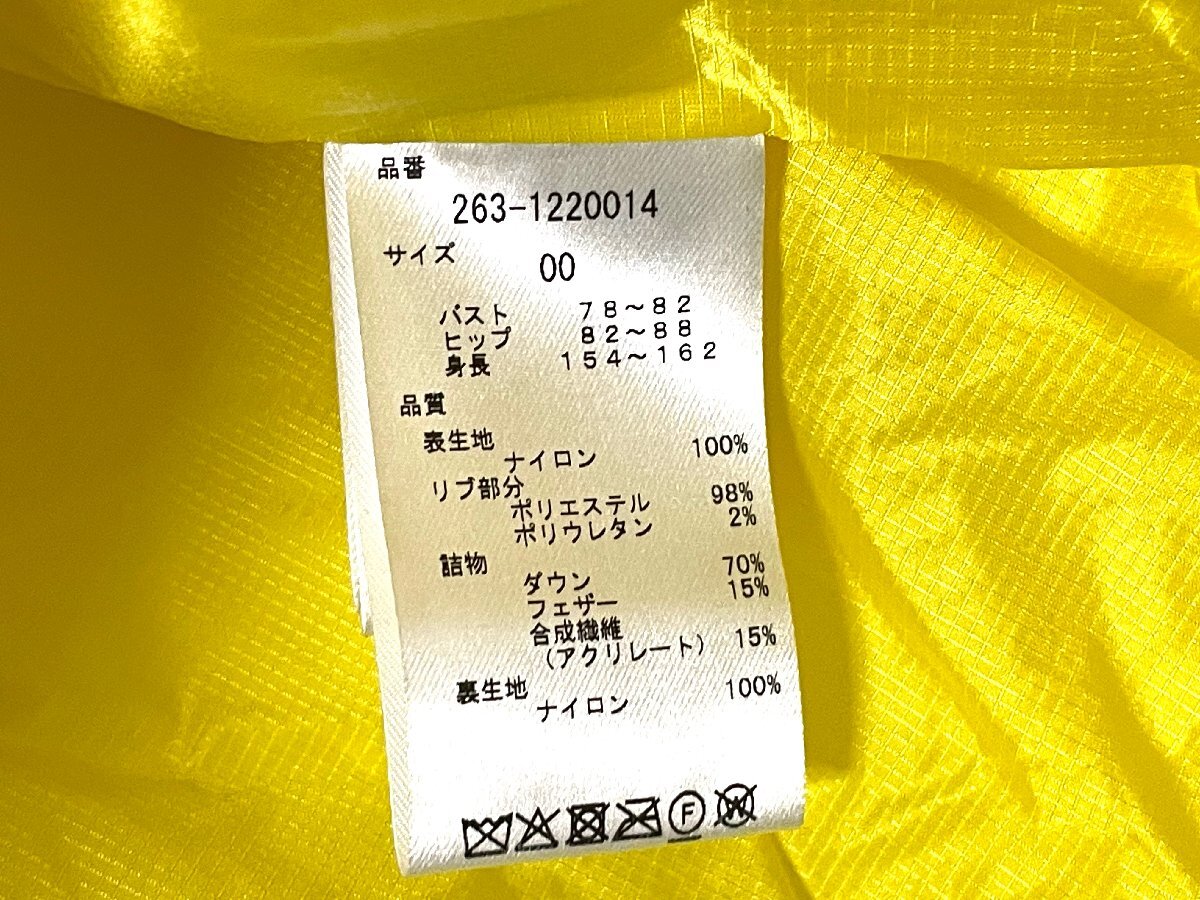 品番
263-1220014
サイズ
00
バスト 78～82
ヒップ 82～88
身長 154～162
品質
表生地
ナイロン 100%
リブ部分
ポリエステル 98%
ポリウレタン 2%
詰物
ダウン 70%
フェザー 15%
合成繊維
(アクリレート) 15%
裏生地
ナイロン 100%
F W